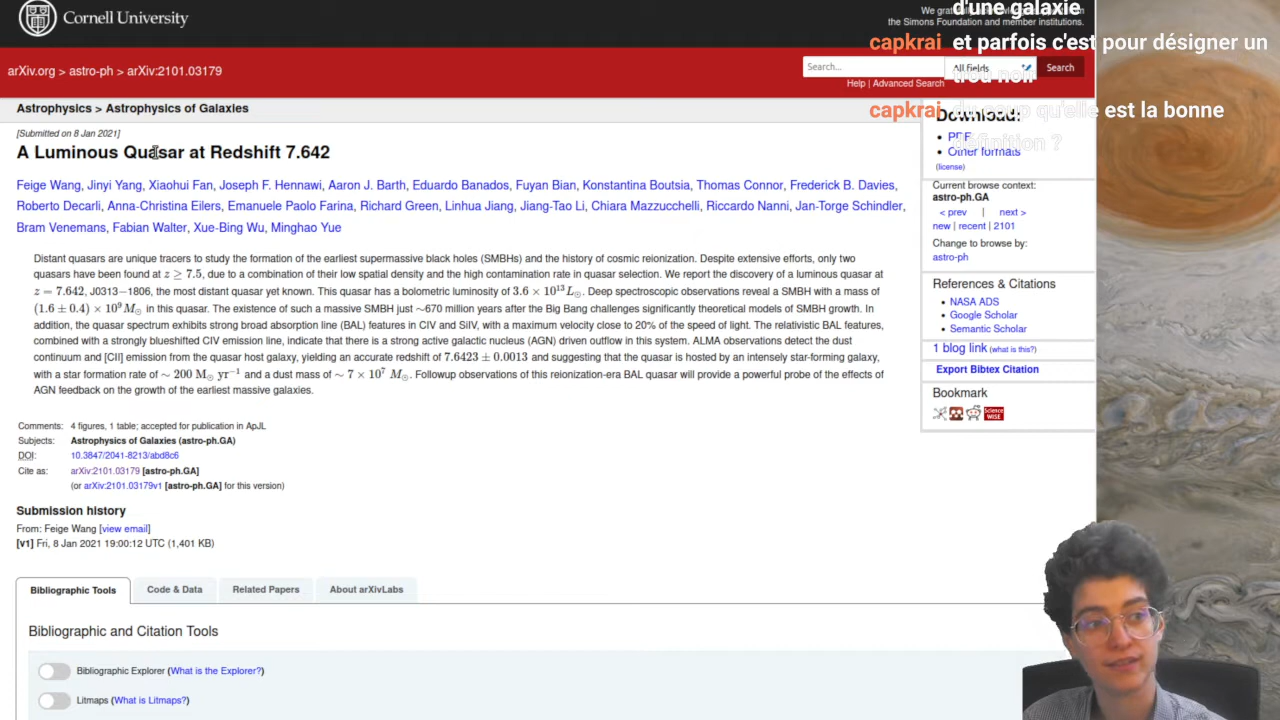 Cornell University
We grat
the Simons Foundation and member institutions.
d'une galaxie
capkrai et parfois c'est pour désigner un
trou noir
capkrai du coup qu'elle est la bonne
définition ?
arXiv.org > astro-ph > arXiv:2101.03179
Search...
All fields
Search
Help | Advanced Search
Astrophysics > Astrophysics of Galaxies
[Submitted on 8 Jan 2021]
A Luminous Quasar at Redshift 7.642
Feige Wang, Jinyi Yang, Xiaohui Fan, Joseph F. Hennawi, Aaron J. Barth, Eduardo Banados, Fuyan Bian, Konstantina Boutsia, Thomas Connor, Frederick B. Davies,
Roberto Decarli, Anna-Christina Eilers, Emanuele Paolo Farina, Richard Green, Linhua Jiang, Jiang-Tao Li, Chiara Mazzucchelli, Riccardo Nanni, Jan-Torge Schindler,
Bram Venemans, Fabian Walter, Xue-Bing Wu, Minghao Yue
Distant quasars are unique tracers to study the formation of the earliest supermassive black holes (SMBHs) and the history of cosmic reionization. Despite extensive efforts, only two
quasars have been found at z ≥ 7.5, due to a combination of their low spatial density and the high contamination rate in quasar selection. We report the discovery of a luminous quasar at
z = 7.642, J0313−1806, the most distant quasar yet known. This quasar has a bolometric luminosity of 3.6 × 10¹³L⊙. Deep spectroscopic observations reveal a SMBH with a mass of
(1.6 ± 0.4) × 10⁹M⊙ in this quasar. The existence of such a massive SMBH just ∼670 million years after the Big Bang challenges significantly theoretical models of SMBH growth. In
addition, the quasar spectrum exhibits strong broad absorption line (BAL) features in CIV and SiIV, with a maximum velocity close to 20% of the speed of light. The relativistic BAL features,
combined with a strongly blueshifted CIV emission line, indicate that there is a strong active galactic nucleus (AGN) driven outflow in this system. ALMA observations detect the dust
continuum and [CII] emission from the quasar host galaxy, yielding an accurate redshift of 7.6423 ± 0.0013 and suggesting that the quasar is hosted by an intensely star-forming galaxy,
with a star formation rate of ∼ 200 M⊙ yr⁻¹ and a dust mass of ∼ 7 × 10⁷ M⊙. Followup observations of this reionization-era BAL quasar will provide a powerful probe of the effects of
AGN feedback on the growth of the earliest massive galaxies.
Comments: 4 figures, 1 table; accepted for publication in ApJL
Subjects: Astrophysics of Galaxies (astro-ph.GA)
DOI: 10.3847/2041-8213/abd8c6
Cite as: arXiv:2101.03179 [astro-ph.GA]
(or arXiv:2101.03179v1 [astro-ph.GA] for this version)
Submission history
From: Feige Wang [view email]
[v1] Fri, 8 Jan 2021 19:00:12 UTC (1,401 KB)
Bibliographic Tools
Code & Data
Related Papers
About arXivLabs
Bibliographic and Citation Tools
Bibliographic Explorer (What is the Explorer?)
Litmaps (What is Litmaps?)
Download:
PDF
Other formats
(license)
Current browse context:
astro-ph.GA
< prev | next >
new | recent | 2101
Change to browse by:
astro-ph
References & Citations
NASA ADS
Google Scholar
Semantic Scholar
1 blog link (what is this?)
Export Bibtex Citation
Bookmark
Science WISE